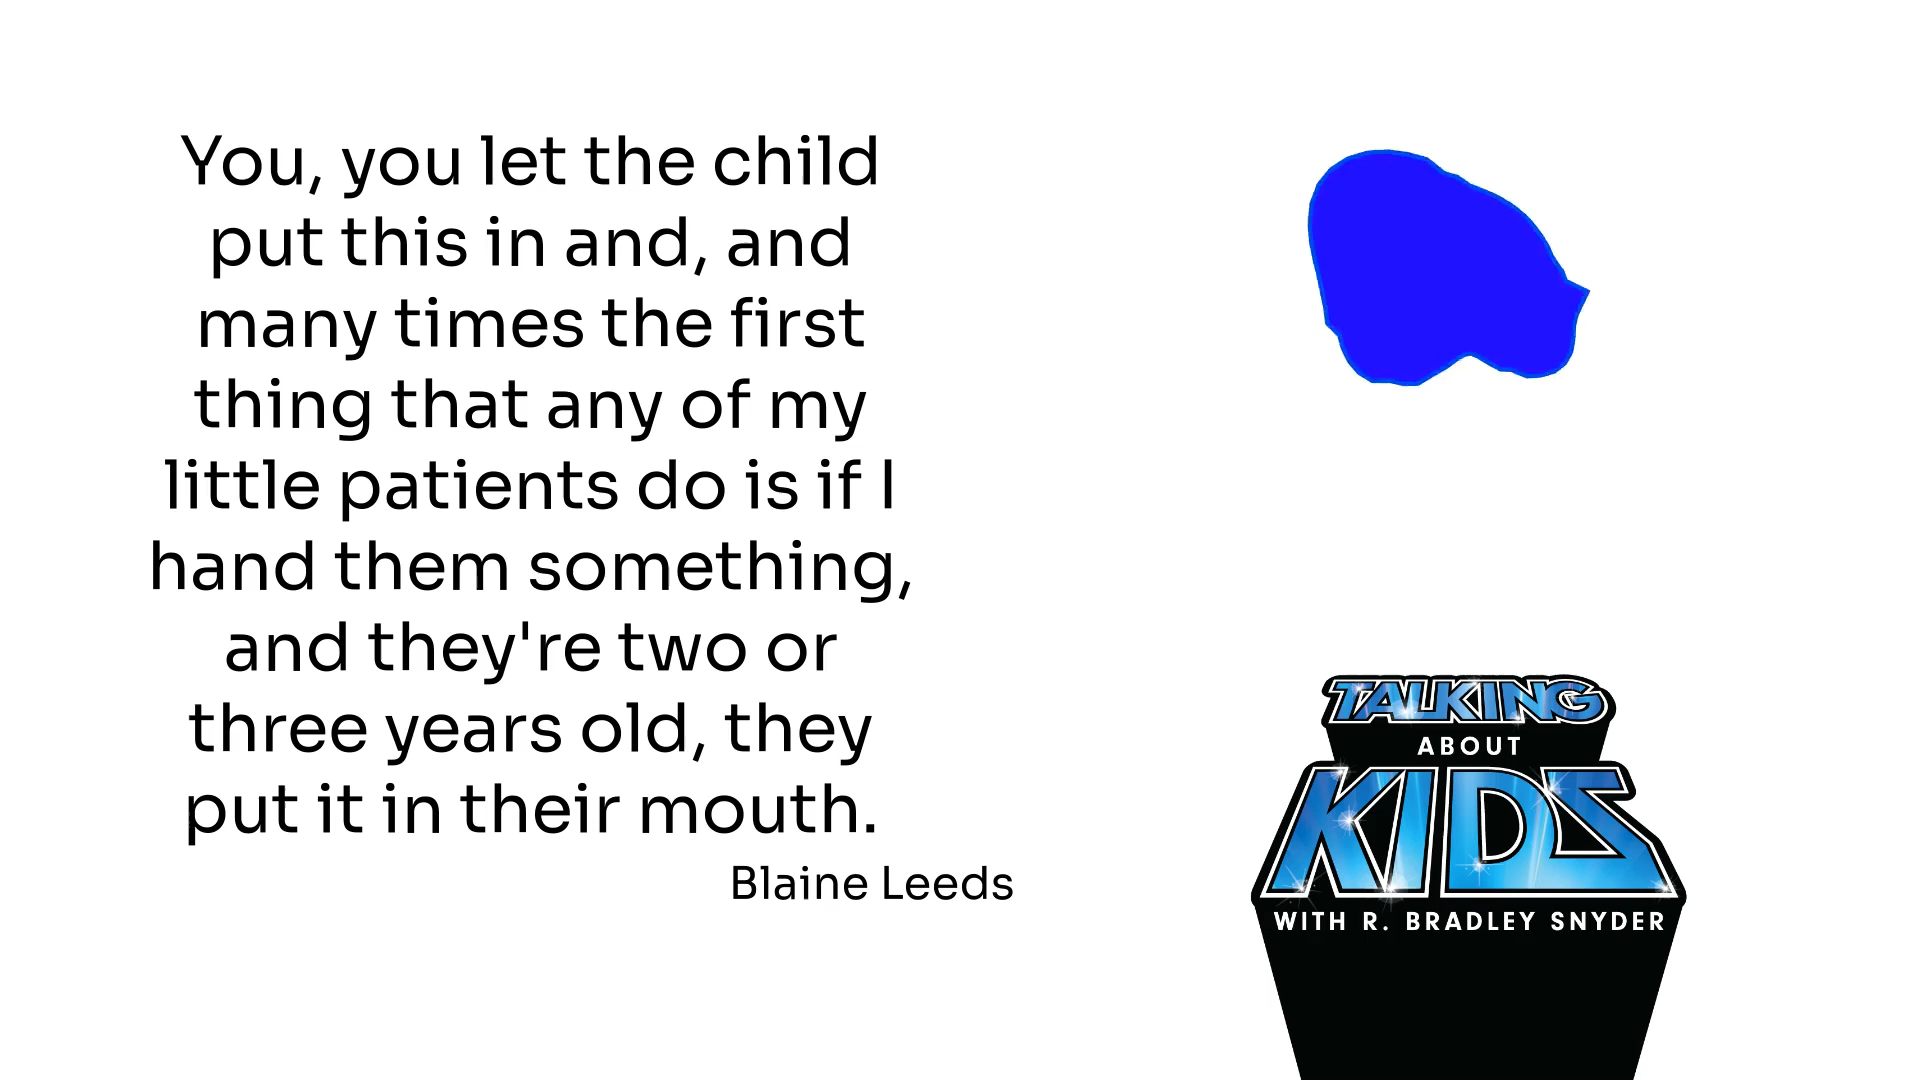 You, you let the child
put this in and, and
many times the first
thing that any of my
little patients do is if I
hand them something,
and they're two or
three years old, they
put it in their mouth.
Blaine Leeds
TALKING
ABOUT
KIDS
WITH R. BRADLEY SNYDER